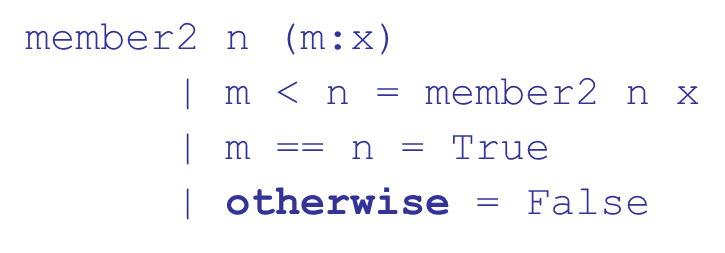 member2 n (m:x)
| m < n = member2 n x
| m == n = True
| otherwise = False